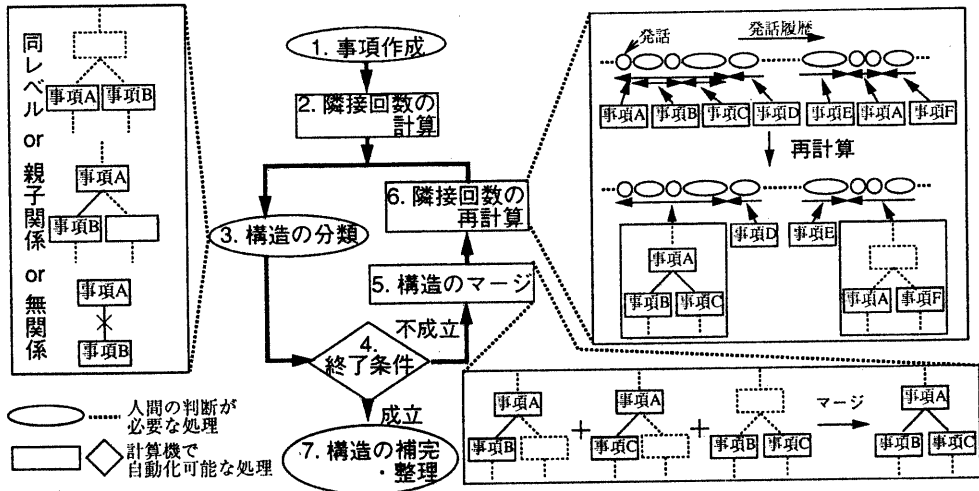 同レベル or 親子関係 or 無関係
事項A
事項B
事項A
事項B
事項A
事項B
1. 事項作成
2. 隣接回数の
計算
3. 構造の分類
4.
終了条件
不成立
成立
5. 構造のマージ
6. 隣接回数の
再計算
7. 構造の補完
・整理
人間の判断が
必要な処理
計算機で
自動化可能な処理
発話
発話履歴
事項A
事項B
事項C
事項D
事項E
事項A
事項F
再計算
事項D
事項E
事項A
事項B
事項C
事項A
事項F
事項A
事項B
+
事項A
事項C
+
事項B
事項C
マージ
事項A
事項B
事項C